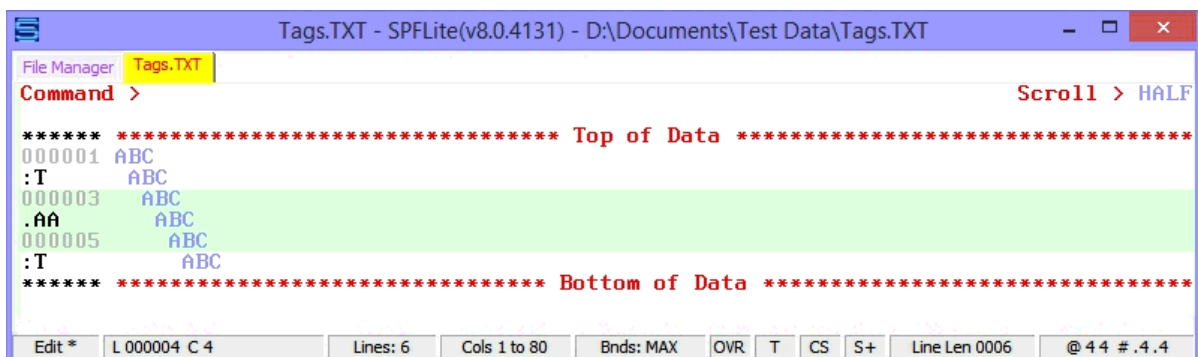 Tags.TXT - SPFLite(v8.0.4131) - D:\Documents\Test Data\Tags.TXT
File Manager Tags.TXT
Command > Scroll > HALF
****** ********************************* Top of Data **********************************
000001 ABC
:T ABC
000003 ABC
.AA ABC
000005 ABC
:T ABC
****** ******************************** Bottom of Data ********************************
Edit * L 000004 C 4 Lines: 6 Cols 1 to 80 Bnds: MAX OVR T CS S+ Line Len 0006 @ 4 4 # . 4 . 4